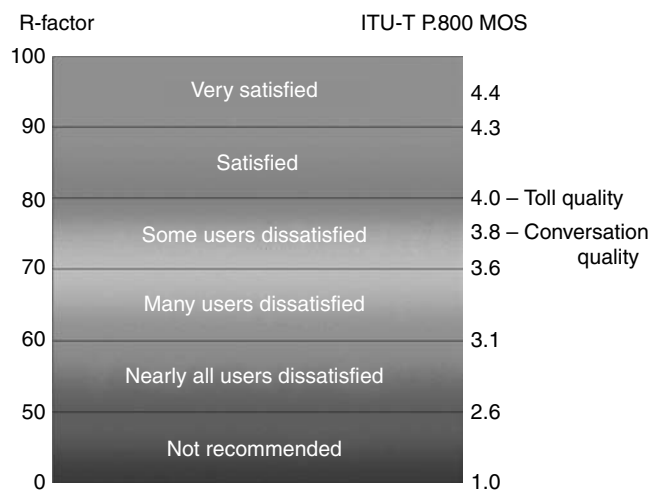 R-factor ITU-T P.800 MOS
100
Very satisfied 4.4
90 4.3
Satisfied
80 4.0 – Toll quality
Some users dissatisfied 3.8 – Conversation
quality
70 3.6
Many users dissatisfied
60 3.1
Nearly all users dissatisfied
50 2.6
Not recommended
0 1.0